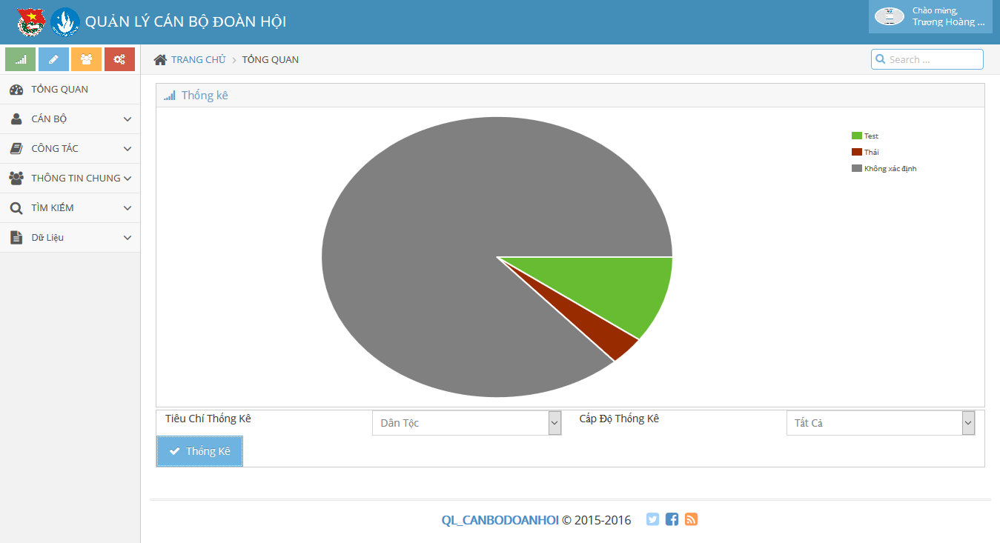 QUẢN LÝ CÁN BỘ ĐOÀN HỘI
Chào mừng,
Trương Hoàng ...
TRANG CHỦ
TỔNG QUAN
Search ...
TỔNG QUAN
CÁN BỘ
CÔNG TÁC
THÔNG TIN CHUNG
TÌM KIẾM
Dữ Liệu
Thống kê
Test
Thái
Không xác định
Tiêu Chí Thống Kê
Dân Tộc
Cấp Độ Thống Kê
Tất Cả
Thống Kê
QL_CANBODOANHOI © 2015-2016